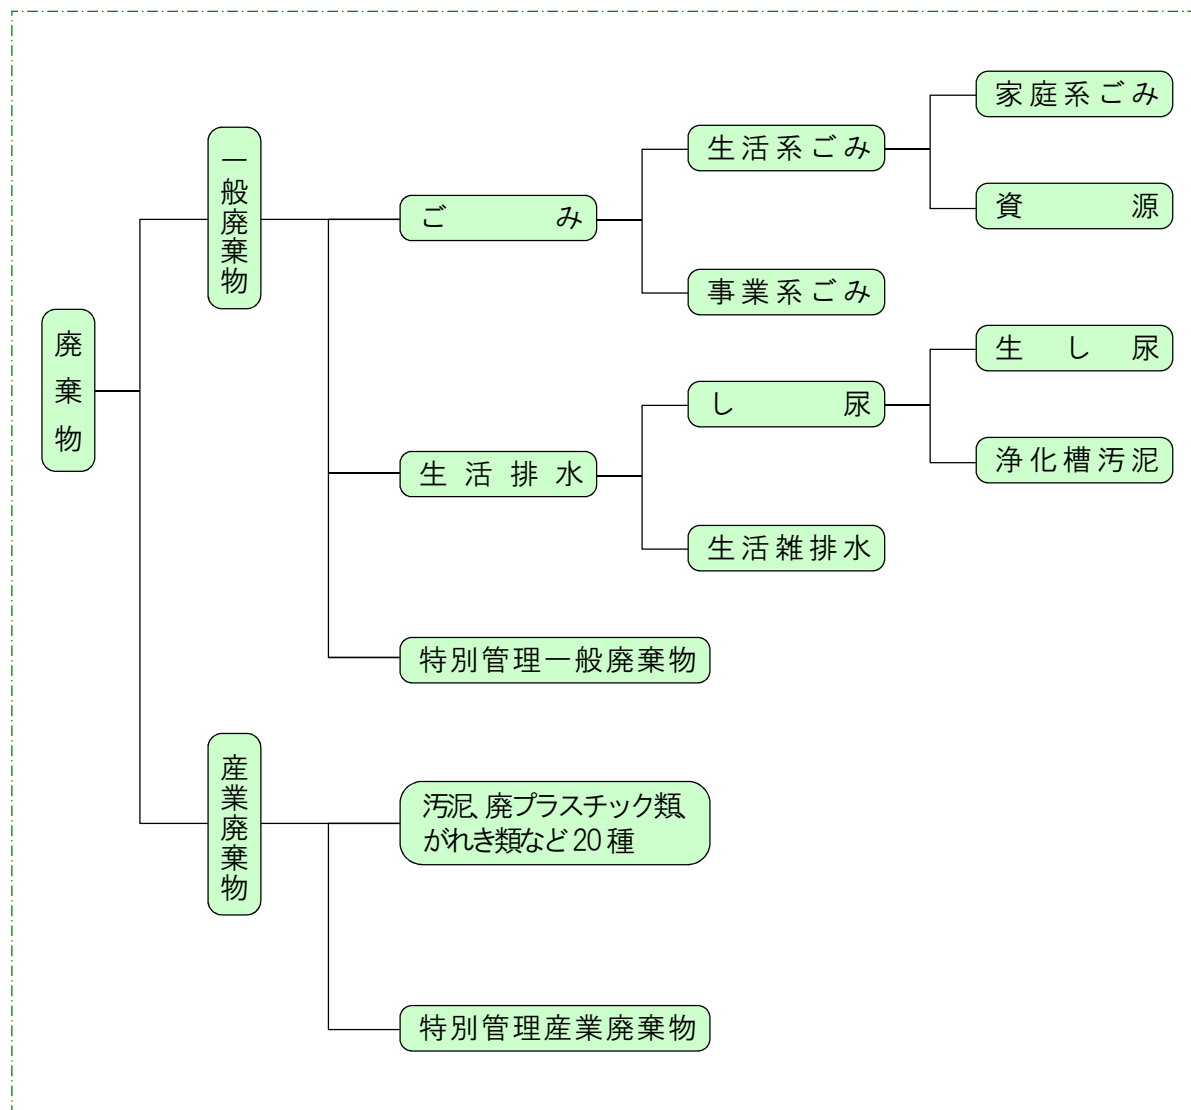 廃棄物
一般廃棄物
ごみ
生活系ごみ
家庭系ごみ
資源
事業系ごみ
生活排水
し尿
生し尿
浄化槽汚泥
生活雑排水
特別管理一般廃棄物
産業廃棄物
汚泥、廃プラスチック類、
がれき類など20種
特別管理産業廃棄物